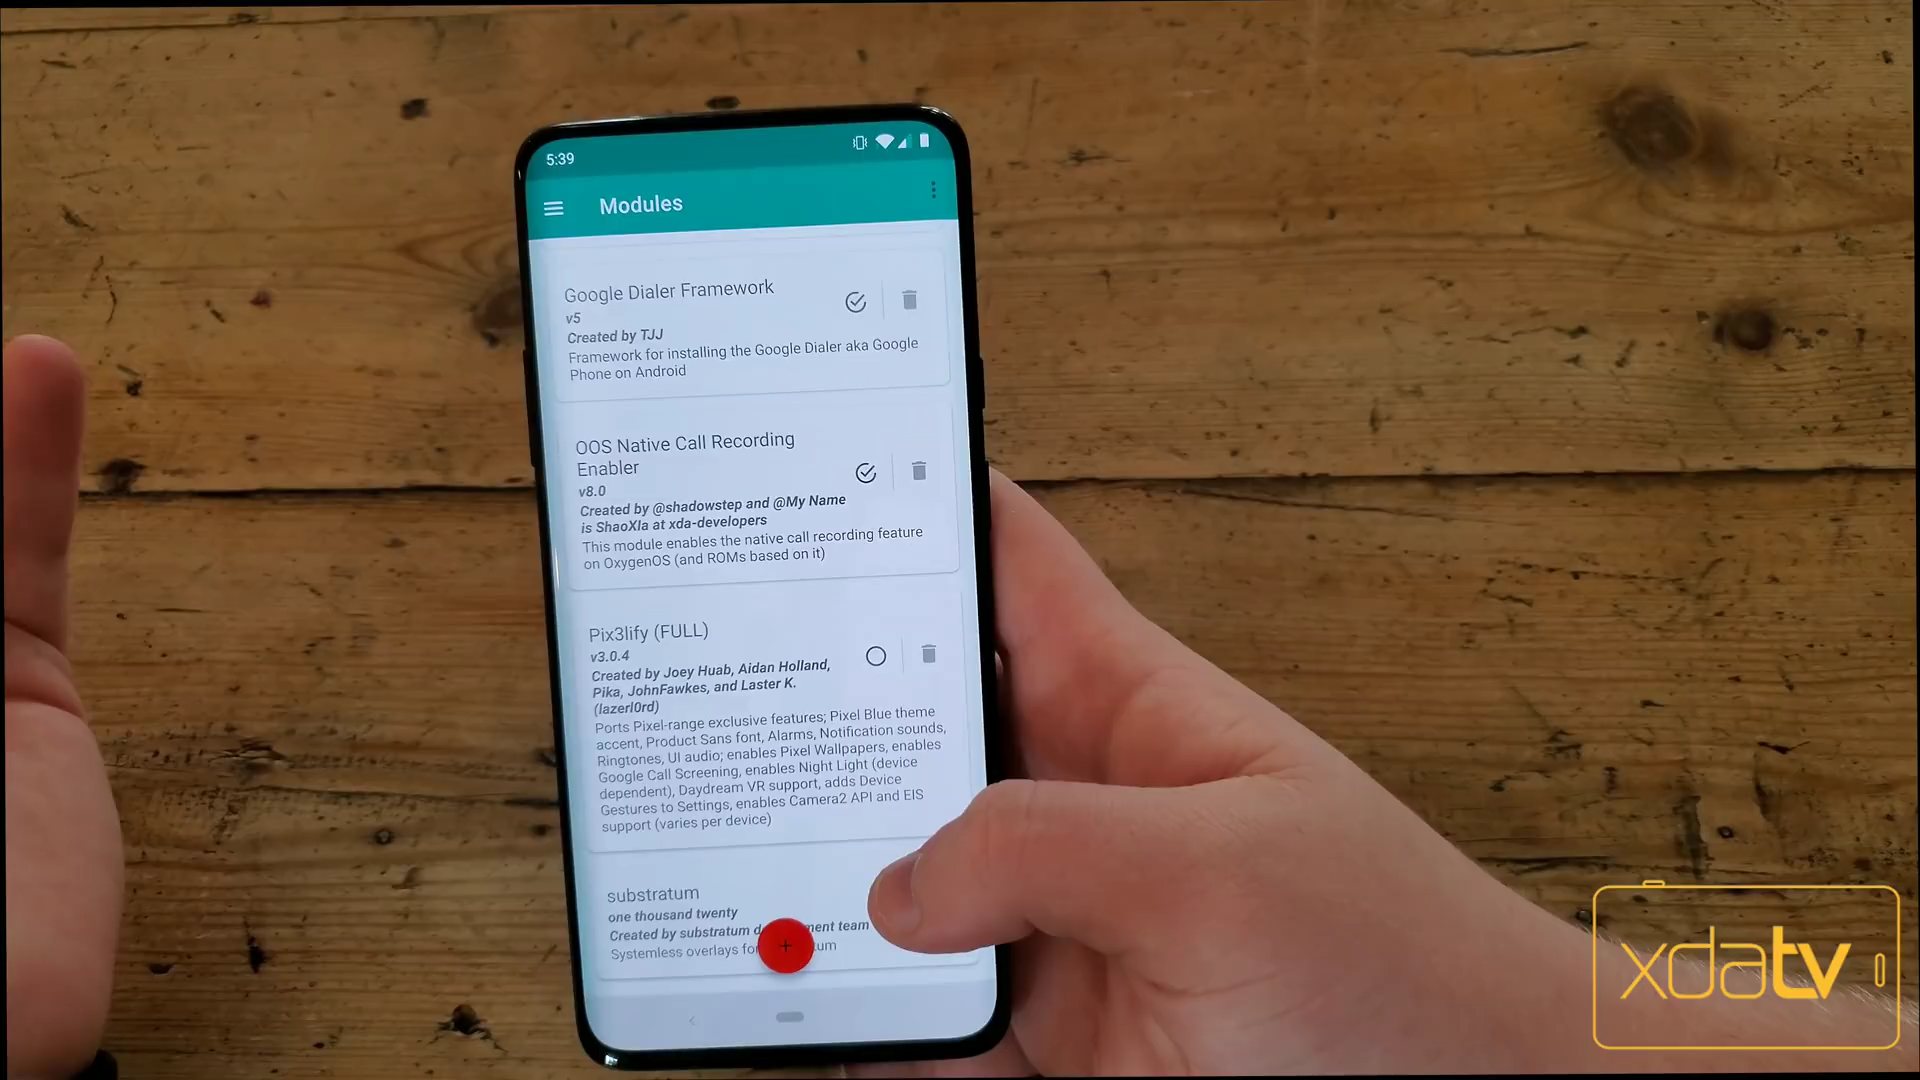 5:39
Modules
Google Dialer Framework
v5
Created by TJJ
Framework for installing the Google Dialer aka Google
Phone on Android
OOS Native Call Recording
Enabler
v8.0
Created by @shadowstep and @My Name
is ShaoXIa at xda-developers
This module enables the native call recording feature
on OxygenOS (and ROMs based on it)
Pix3lify (FULL)
v3.0.4
Created by Joey Huab, Aidan Holland,
Pika, JohnFawkes, and Laster K.
(lazerl0rd)
Ports Pixel-range exclusive features; Pixel Blue theme
accent, Product Sans font, Alarms, Notification sounds,
Ringtones, UI audio; enables Pixel Wallpapers, enables
Google Call Screening, enables Night Light (device
dependent), Daydream VR support, adds Device
Gestures to Settings, enables Camera2 API and EIS
support (varies per device)
substratum
one thousand twenty
Created by substratum team
Systemless overlays
xdatv